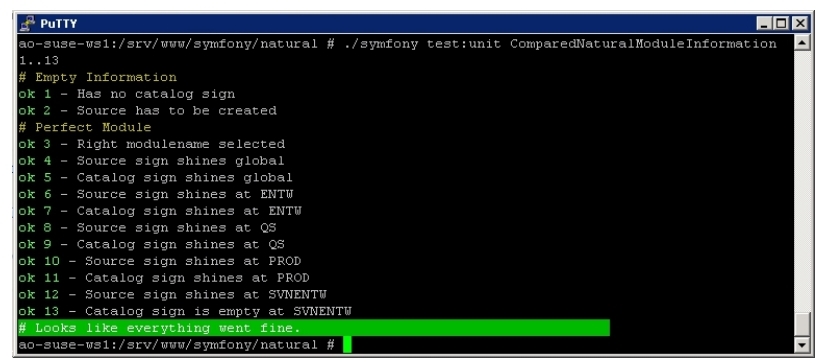 PuTTY
ao-suse-ws1:/srv/www/symfony/natural # ./symfony test:unit ComparedNaturalModuleInformation
1..13
# Empty Information
ok 1 - Has no catalog sign
ok 2 - Source has to be created
# Perfect Module
ok 3 - Right modulename selected
ok 4 - Source sign shines global
ok 5 - Catalog sign shines global
ok 6 - Source sign shines at ENTW
ok 7 - Catalog sign shines at ENTW
ok 8 - Source sign shines at QS
ok 9 - Catalog sign shines at QS
ok 10 - Source sign shines at PROD
ok 11 - Catalog sign shines at PROD
ok 12 - Source sign shines at SVNENTW
ok 13 - Catalog sign is empty at SVNENTW
# Looks like everything went fine.
ao-suse-ws1:/srv/www/symfony/natural #